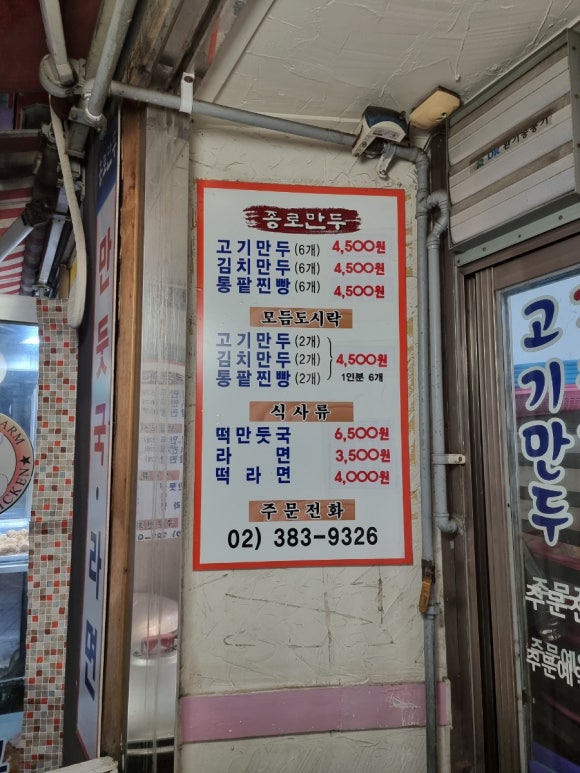 종로만두
고기만두(6개) 4,500원
김치만두(6개) 4,500원
통팥찐빵(6개) 4,500원
모듬도시락
고기만두(2개)
김치만두(2개) 4,500원
통팥찐빵(2개) 1인분 6개
식사류
떡만둣국 6,500원
라면 3,500원
떡라면 4,000원
주문전화
02) 383-9326
만둣국·라면
고기만두
주문전
주문예
ARM
CHICKEN